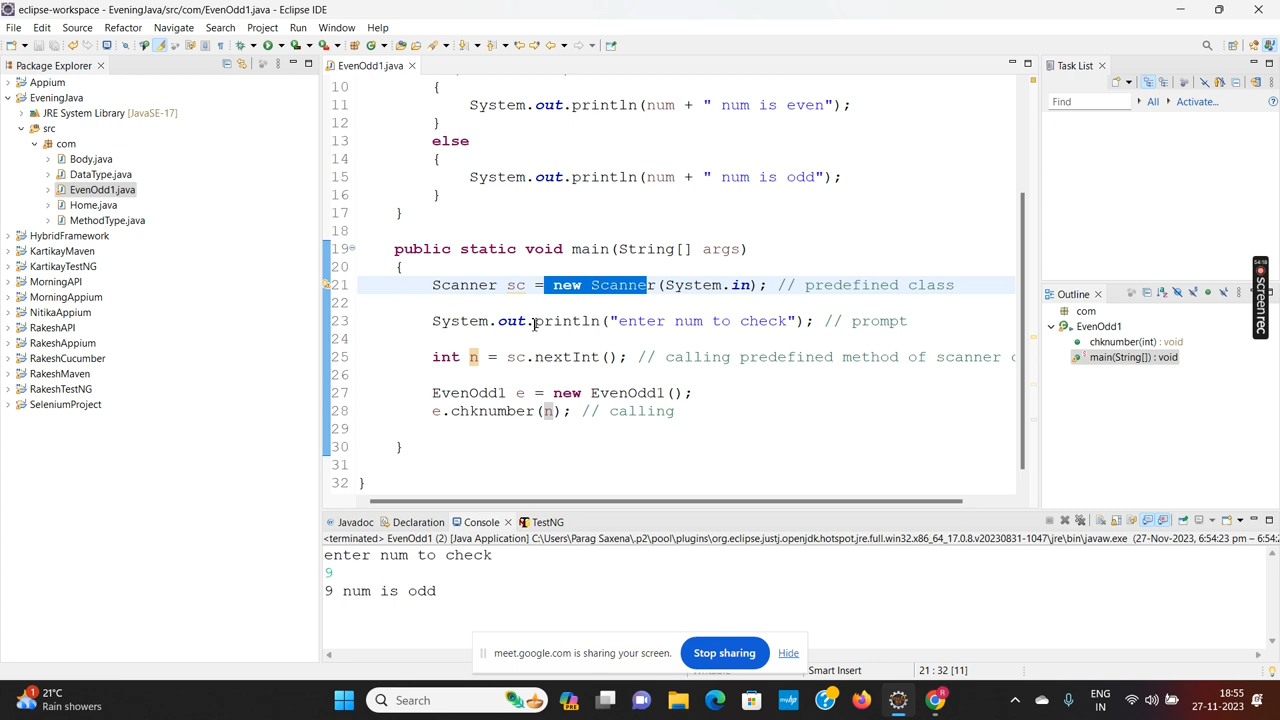 eclipse-workspace - EveningJava/src/com/EvenOdd1.java - Eclipse IDE
File Edit Source Refactor Navigate Search Project Run Window Help
Package Explorer
Appium
EveningJava
JRE System Library [JavaSE-17]
src
com
Body.java
DataType.java
EvenOdd1.java
Home.java
MethodType.java
HybridFramework
KartikayMaven
KartikayTestNG
MorningAPI
MorningAppium
NitikaAppium
RakeshAPI
RakeshAppium
RakeshCucumber
RakeshMaven
RakeshTestNG
SeleniumProject
EvenOdd1.java
10 {
11 System.out.println(num + " num is even");
12 }
13 else
14 {
15 System.out.println(num + " num is odd");
16 }
17 }
18
19 public static void main(String[] args)
20 {
21 Scanner sc = new Scanner(System.in); // predefined class
22
23 System.out.println("enter num to check"); // prompt
24
25 int n = sc.nextInt(); // calling predefined method of scanner c
26
27 EvenOdd1 e = new EvenOdd1();
28 e.chknumber(n); // calling
29
30 }
31
32 }
Task List
Find All Activate...
Outline
com
EvenOdd1
chknumber(int) : void
main(String[]) : void
54:18
screenrec
Javadoc Declaration Console TestNG
<terminated> EvenOdd1 (2) [Java Application] C:\Users\Parag Saxena\.p2\pool\plugins\org.eclipse.justj.openjdk.hotspot.jre.full.win32.x86_64_17.0.8.v20230831-1047\jre\bin\javaw.exe (27-Nov-2023, 6:54:23 pm – 6:54:2
enter num to check
9
9 num is odd
meet.google.com is sharing your screen. Stop sharing Hide
Smart Insert 21 : 32 [11]
21°C
Rain showers
Search
PRE
ENG
IN
18:55
27-11-2023